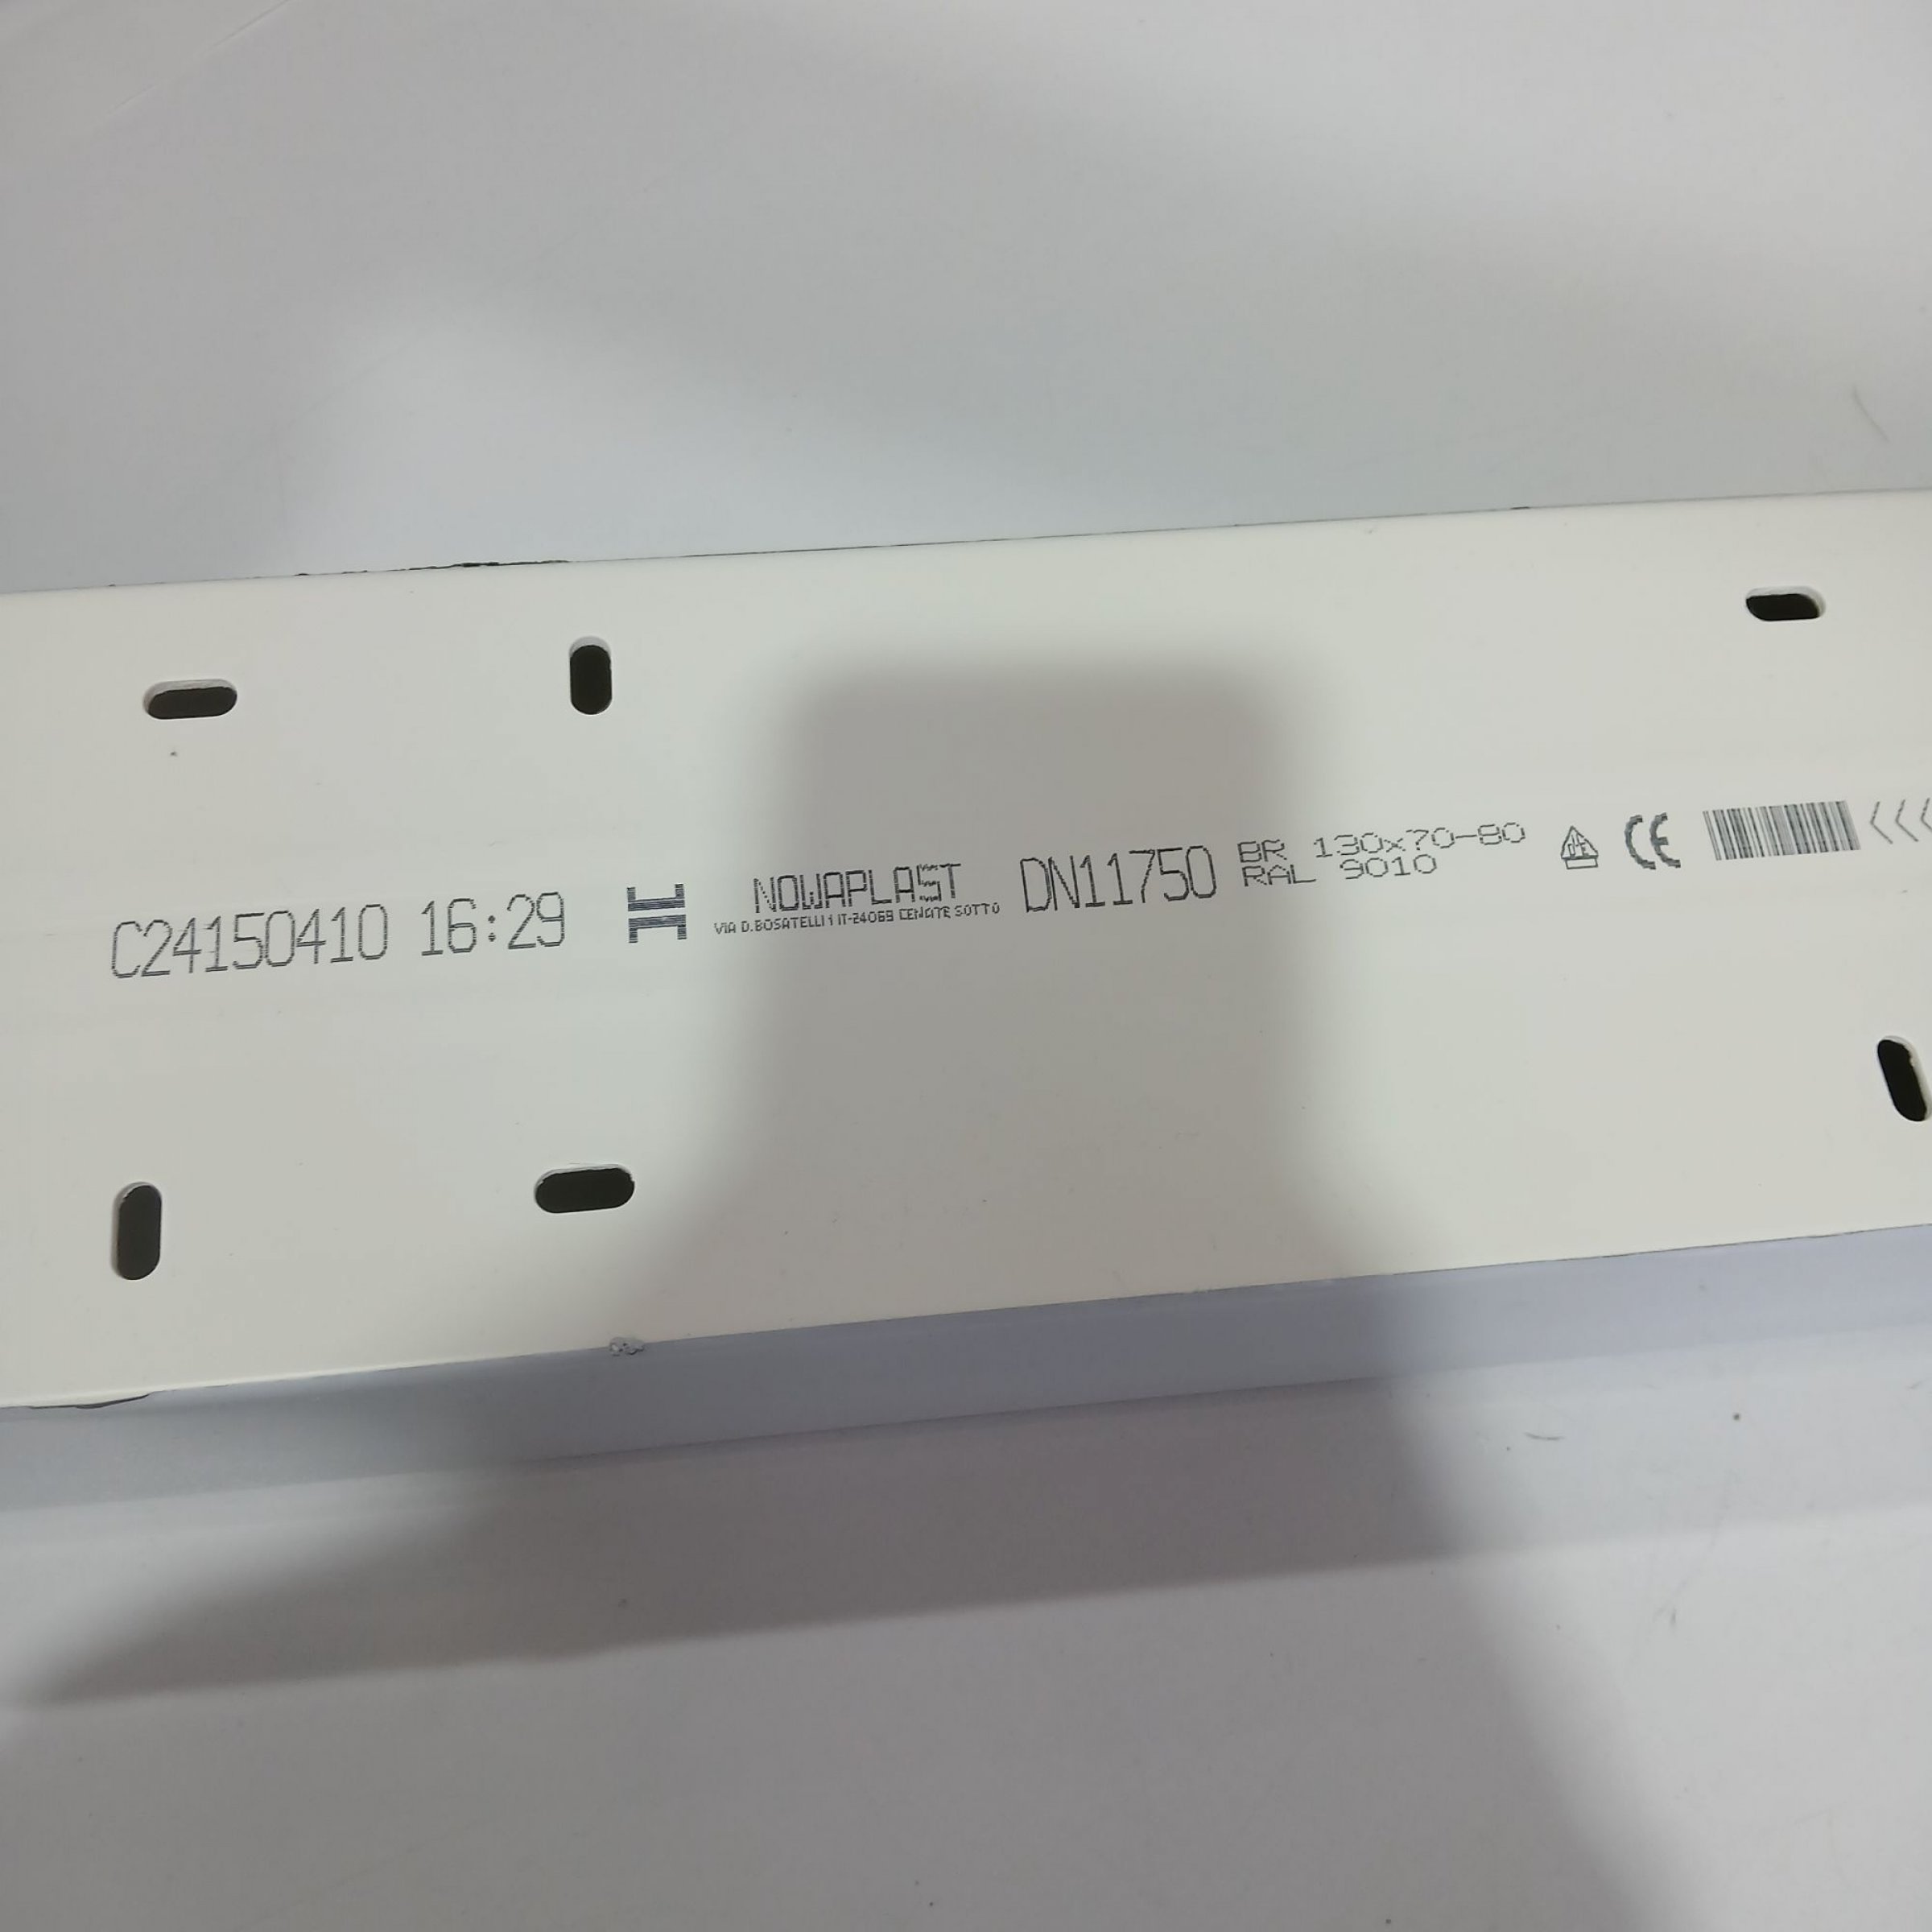 C24150410 16:29
NOWAPLAST
VIA D.BOSATELLI 1 IT-24069 CENATE SOTTO
DN11750
BR 130x70-80
RAL 9010
CE
<<<